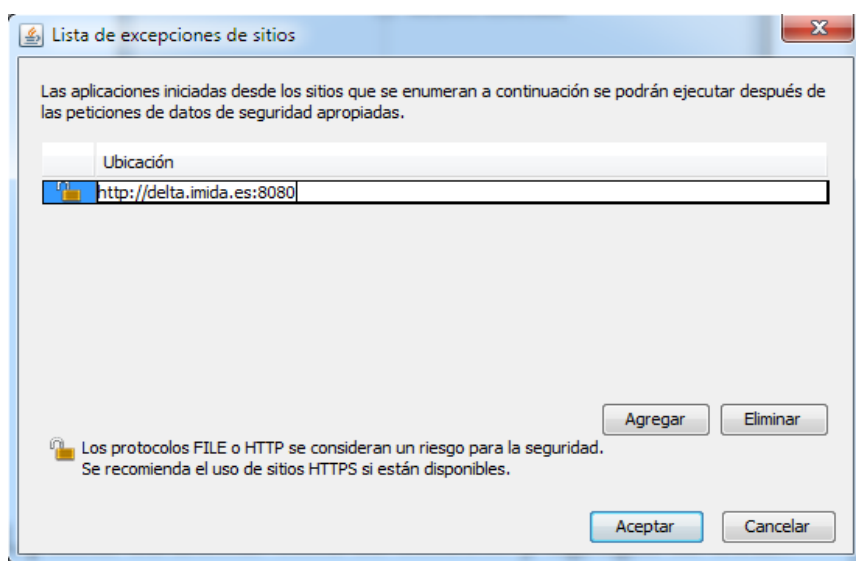 Lista de excepciones de sitios
Las aplicaciones iniciadas desde los sitios que se enumeran a continuación se podrán ejecutar después de
las peticiones de datos de seguridad apropiadas.
Ubicación
http://delta.imida.es:8080
Agregar
Eliminar
Los protocolos FILE o HTTP se consideran un riesgo para la seguridad.
Se recomienda el uso de sitios HTTPS si están disponibles.
Aceptar
Cancelar